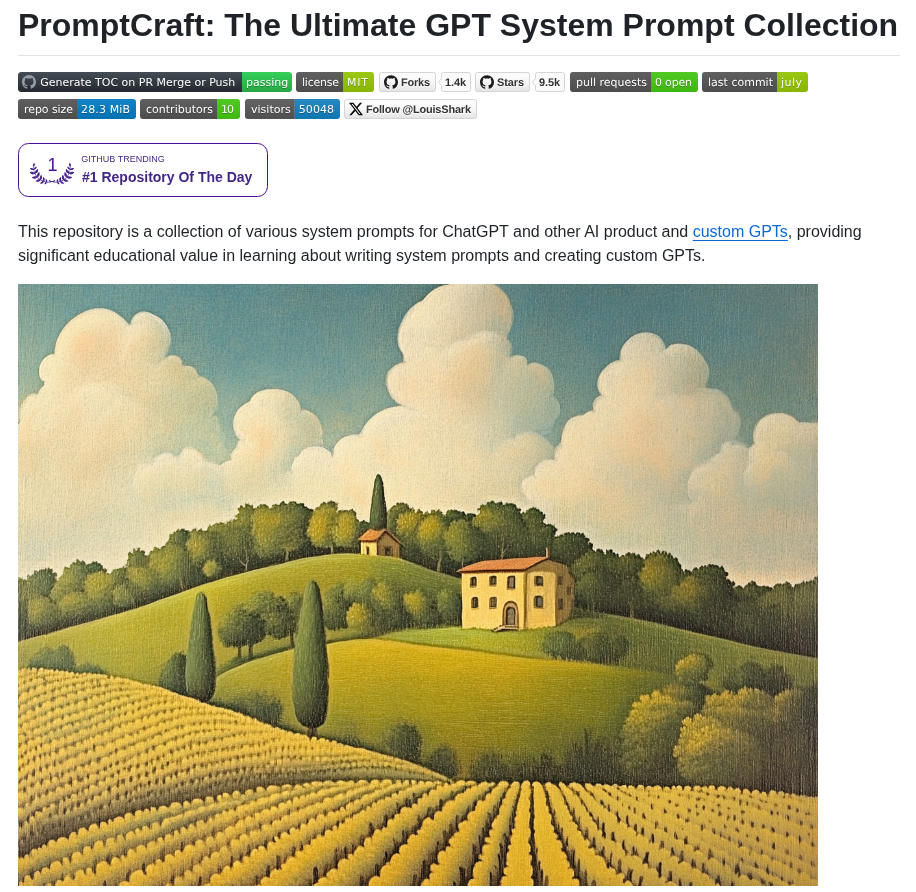 PromptCraft: The Ultimate GPT System Prompt Collection
Generate TOC on PR Merge or Push passing license MIT Forks 1.4k Stars 9.5k pull requests 0 open last commit july
repo size 28.3 MiB contributors 10 visitors 50048 Follow @LouisShark
1 GITHUB TRENDING
#1 Repository Of The Day
This repository is a collection of various system prompts for ChatGPT and other AI product and custom GPTs, providing
significant educational value in learning about writing system prompts and creating custom GPTs.